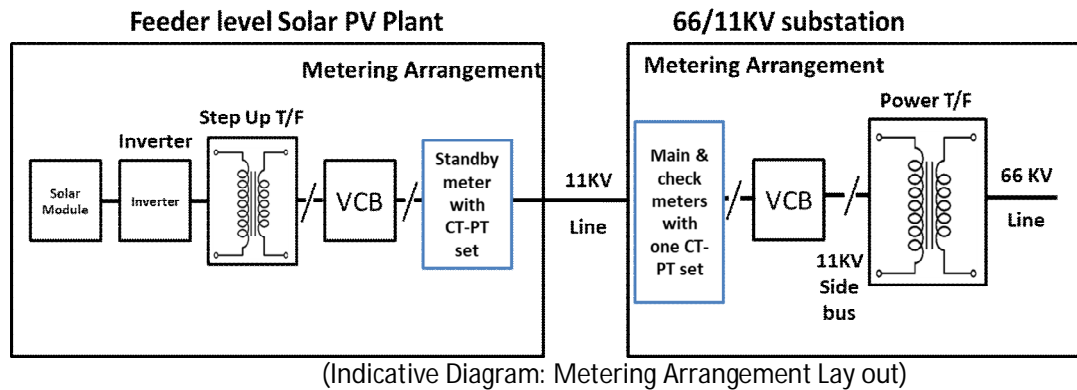 Feeder level Solar PV Plant
66/11KV substation
Metering Arrangement
Step Up T/F
Inverter
Solar
Module
Inverter
VCB
Standby
meter
with
CT-PT
set
11KV
Line
Metering Arrangement
Power T/F
Main &
check
meters
with
one CT-
PT set
VCB
11KV
Side
bus
66 KV
Line
(Indicative Diagram: Metering Arrangement Lay out)